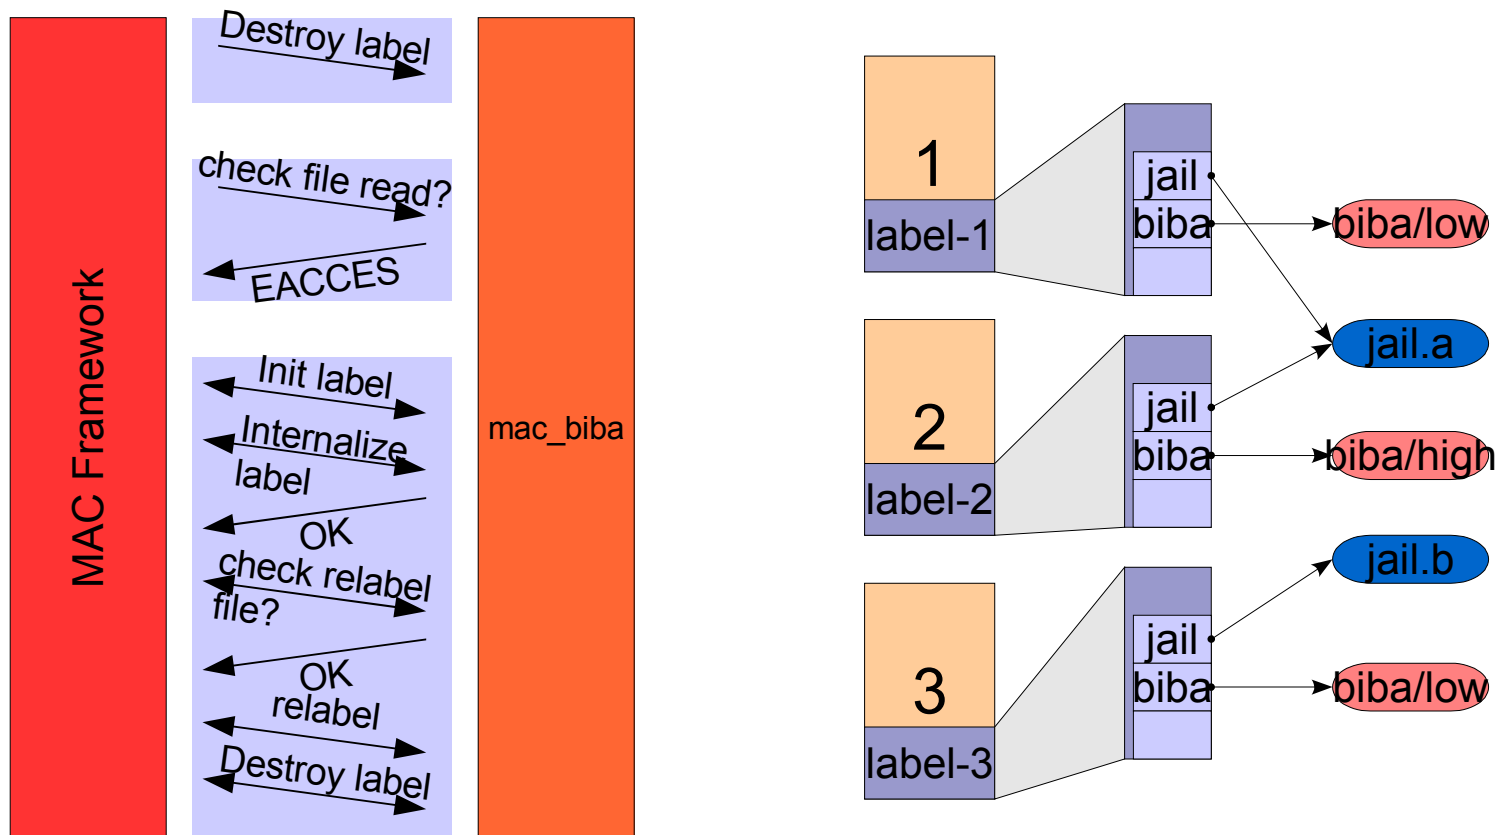 MAC Framework
Destroy label
check file read?
EACCES
Init label
Internalize
label
OK
check relabel
file?
OK
relabel
Destroy label
mac_biba
1
label-1
jail
biba
2
label-2
jail
biba
3
label-3
jail
biba
biba/low
jail.a
biba/high
jail.b
biba/low